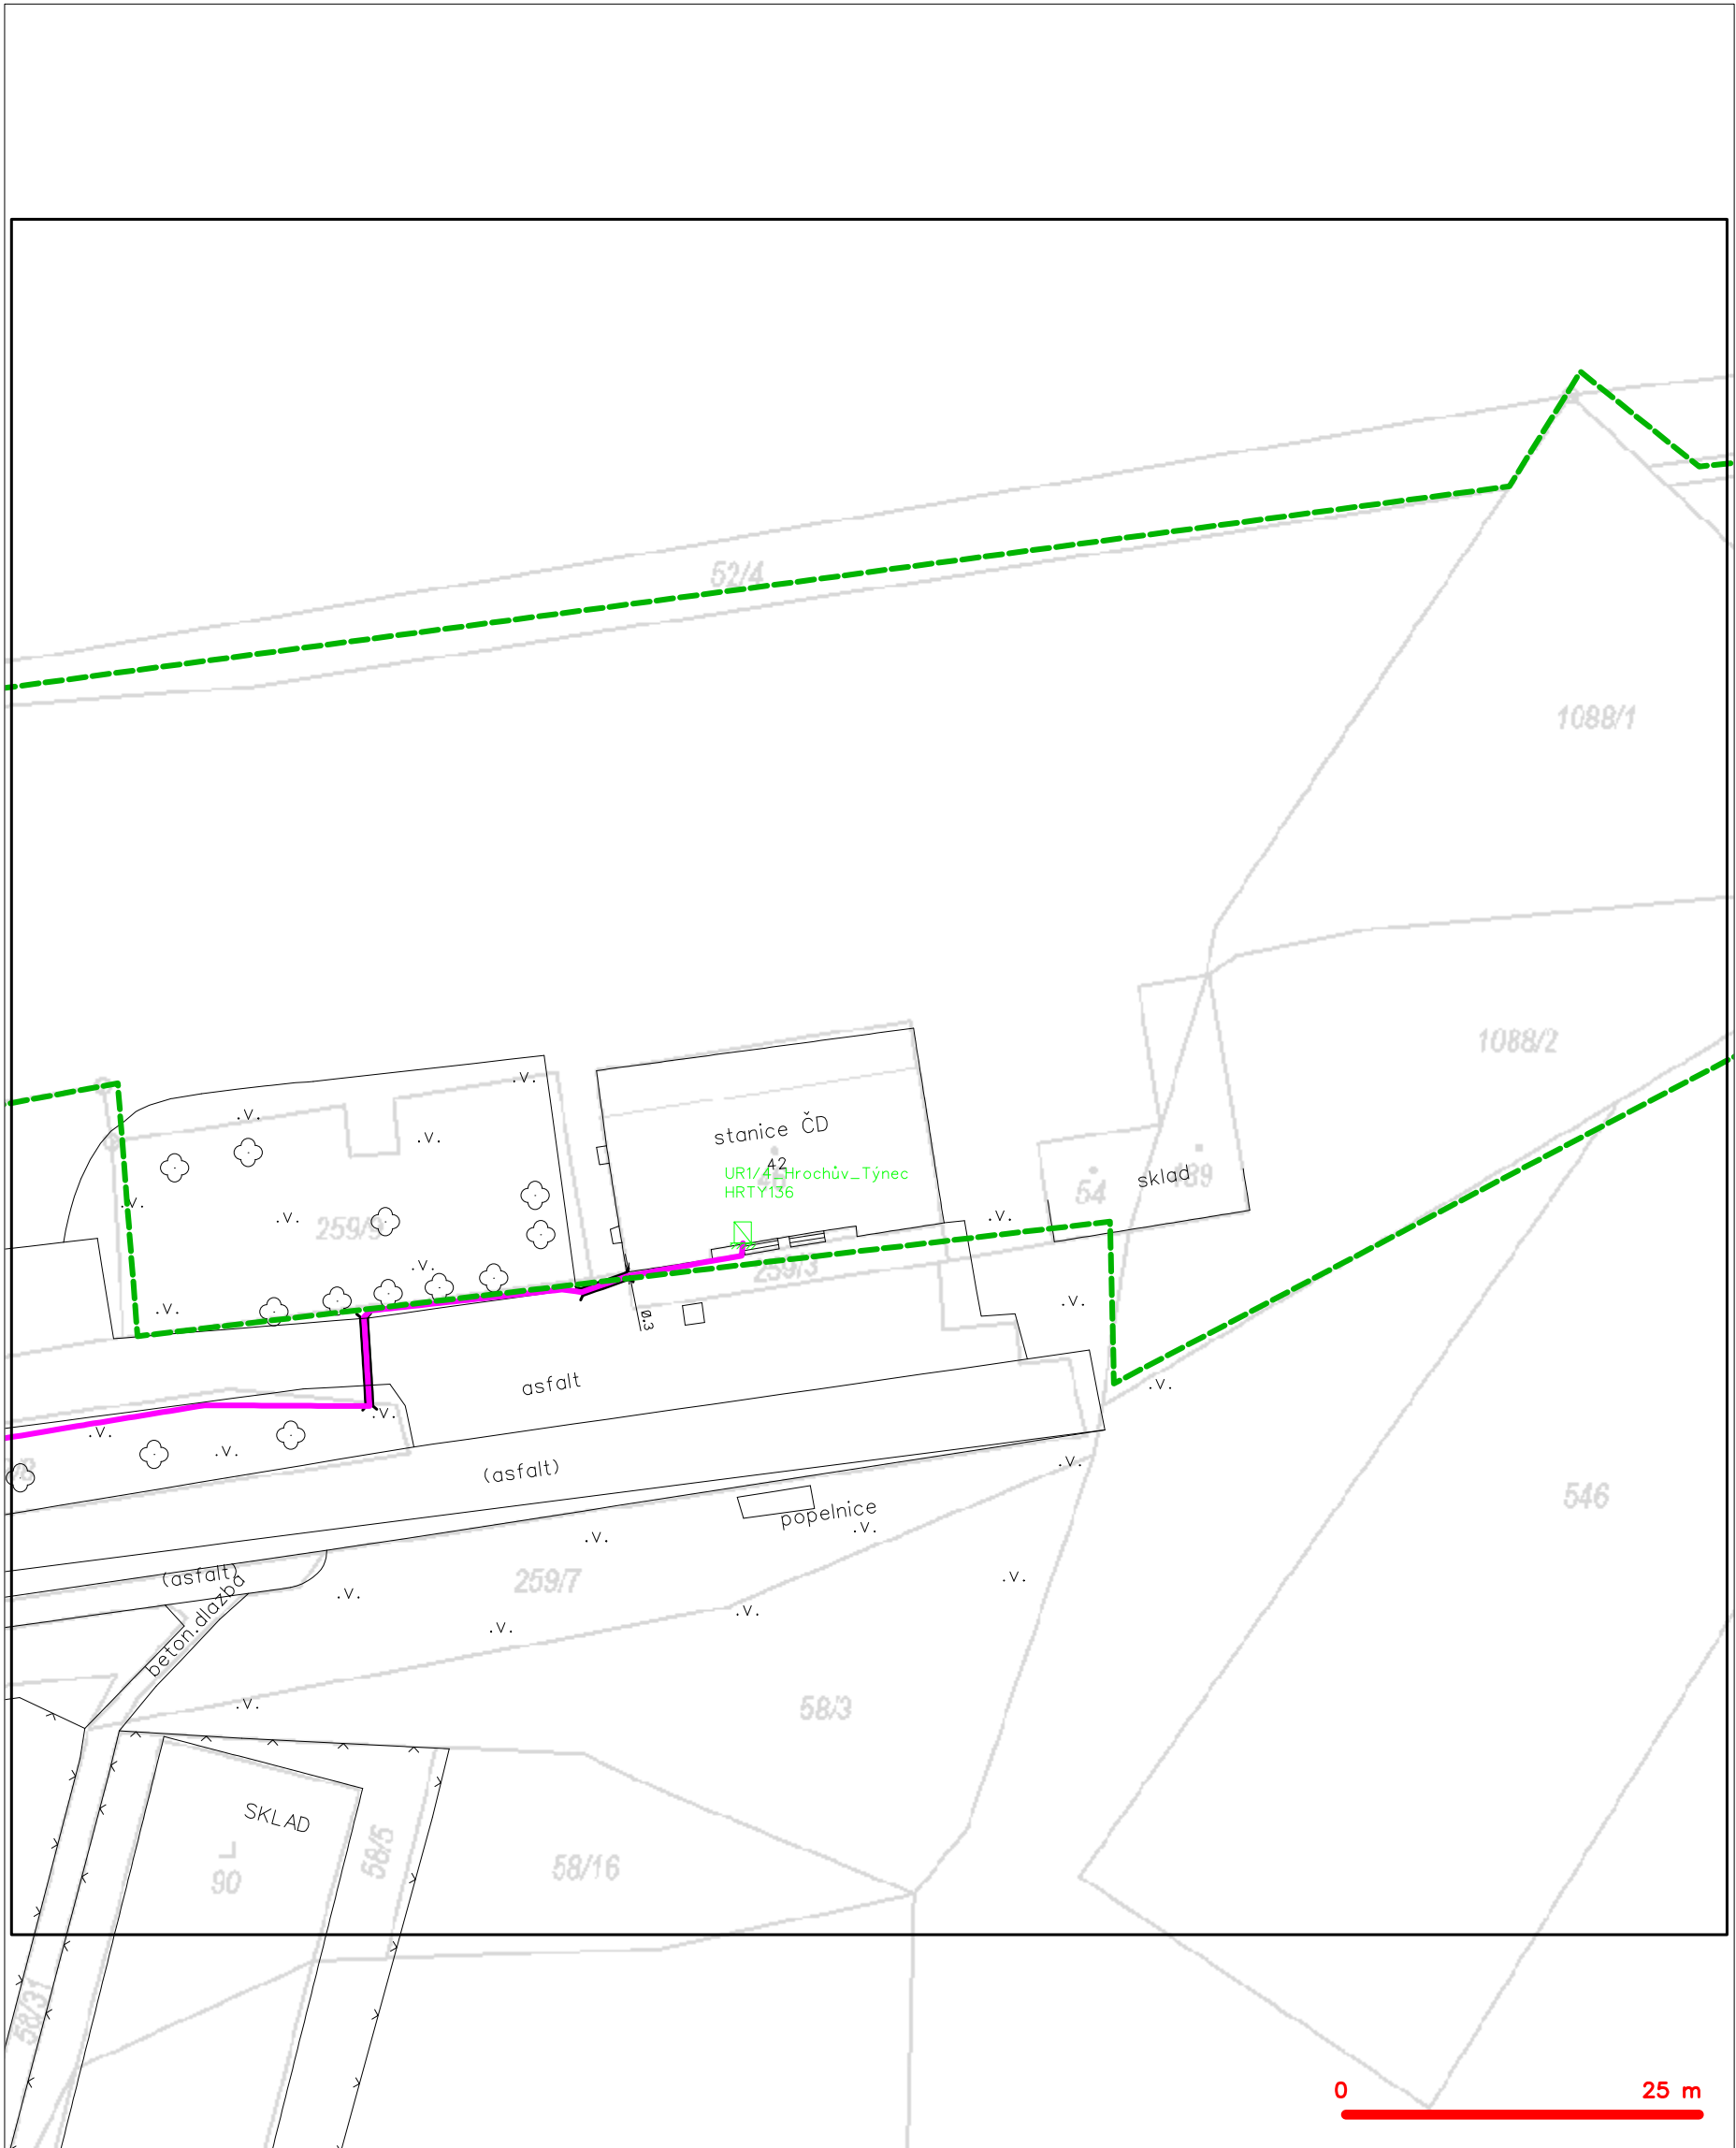 52/4
1088/1
1088/2
.v.
.v.
.v.
stanice ČD
42
UR1/4_Hrochův_Týnec
HRTY136
sklad
189
54
.v.
.v.
259/9
.v.
.v.
259/3
.v.
.v.
0.3
asfalt
.v.
.v.
.v.
.v.
(asfalt)
.v.
546
popelnice
.v.
.v.
(asfalt)
beton.dlazba
259/7
.v.
.v.
.v.
.v.
.v.
58/3
SKLAD
58/5
58/16
90
58/31
0 25 m